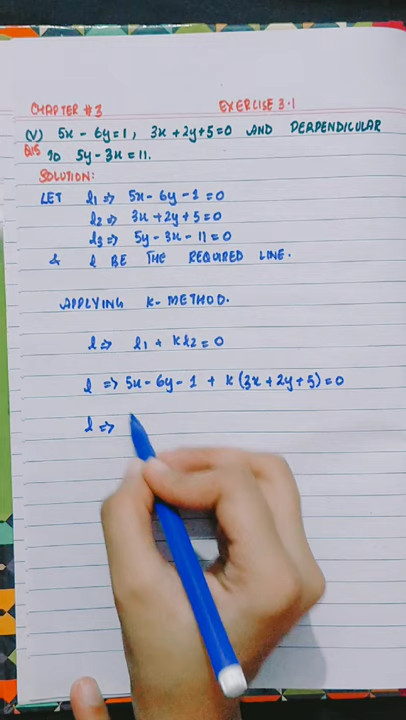 CHAPTER #3 EXERCISE 3.1
(V) 5x - 6y=1, 3x+2y+5=0 AND PERPENDICULAR
QUS TO 5y-3x=11.
SOLUTION:
LET l1 => 5x-6y-1=0
l2 => 3x+2y+5=0
l3 => 5y-3x-11=0
& l BE THE REQUIRED LINE.
APPLYING K-METHOD.
l => l1 + kl2=0
l => 5x-6y-1 + k(3x+2y+5)=0
l =>